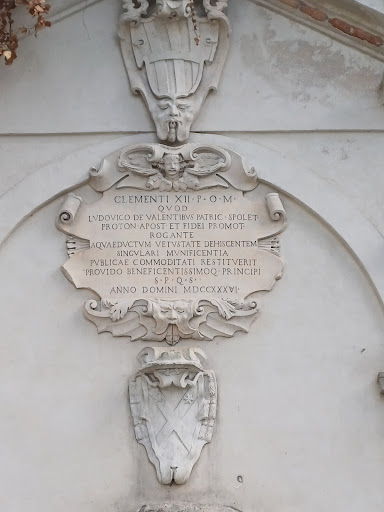 CLEMENTI XII · P · O · M ·
QVOD
LVDOVICO DE VALENTIBVS PATRIC · SPOLET ·
PROTON · APOST · ET FIDEI PROMOT ·
ROGANTE
AQVAEDVCTVM VETVSTATE DEHISCENTEM
SINGVLARI MVNIFICENTIA
PVBLICAE COMMODITATI RESTITVERIT
PROVIDO BENEFICENTISSIMOQ · PRINCIPI
S · P · Q · S ·
ANNO DOMINI MDCCXXXVI ·